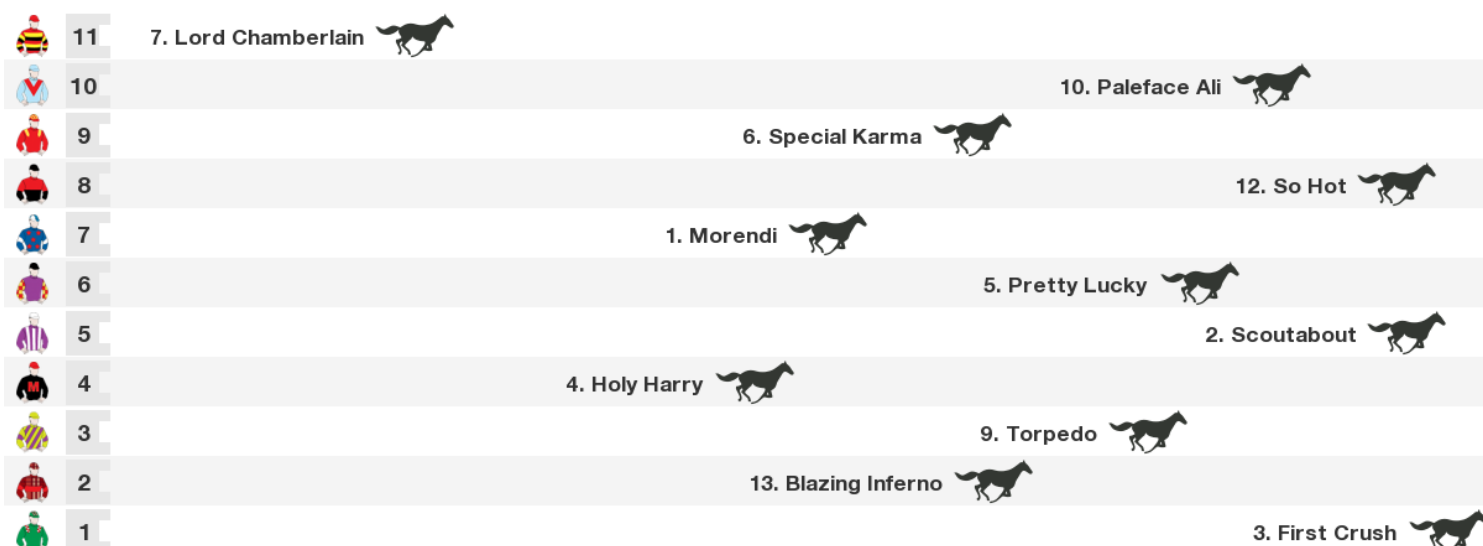 11 7. Lord Chamberlain
10 10. Paleface Ali
9 6. Special Karma
8 12. So Hot
7 1. Morendi
6 5. Pretty Lucky
5 2. Scoutabout
M 4 4. Holy Harry
3 9. Torpedo
2 13. Blazing Inferno
1 3. First Crush